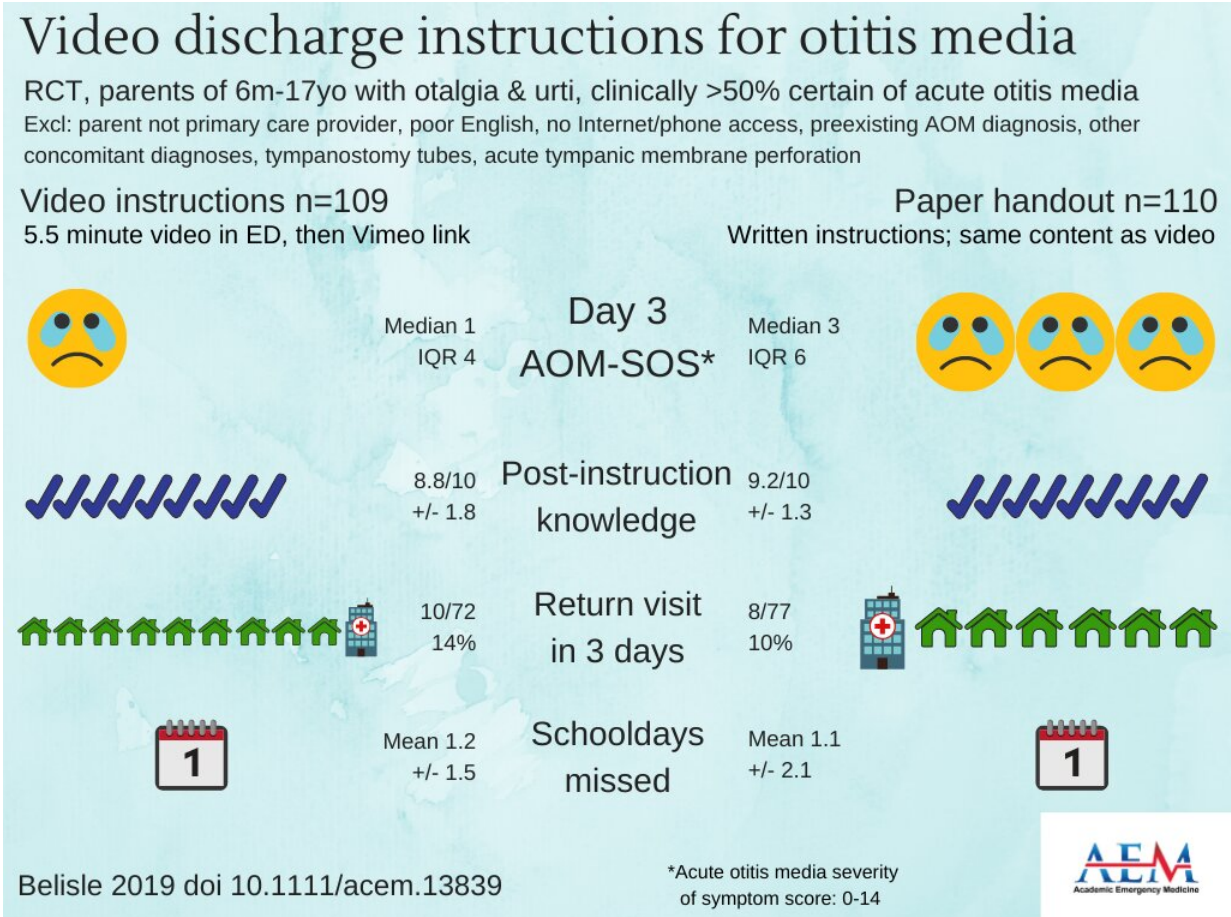 Video discharge instructions for otitis media
RCT, parents of 6m-17yo with otalgia & urti, clinically >50% certain of acute otitis media
Excl: parent not primary care provider, poor English, no Internet/phone access, preexisting AOM diagnosis, other
concomitant diagnoses, tympanostomy tubes, acute tympanic membrane perforation
Video instructions n=109
5.5 minute video in ED, then Vimeo link
Paper handout n=110
Written instructions; same content as video
Median 1
IQR 4
Day 3
AOM-SOS*
Median 3
IQR 6
8.8/10
+/- 1.8
Post-instruction
knowledge
9.2/10
+/- 1.3
10/72
14%
Return visit
in 3 days
8/77
10%
1
Mean 1.2
+/- 1.5
Schooldays
missed
Mean 1.1
+/- 2.1
1
Belisle 2019 doi 10.1111/acem.13839
*Acute otitis media severity
of symptom score: 0-14
AEM
Academic Emergency Medicine